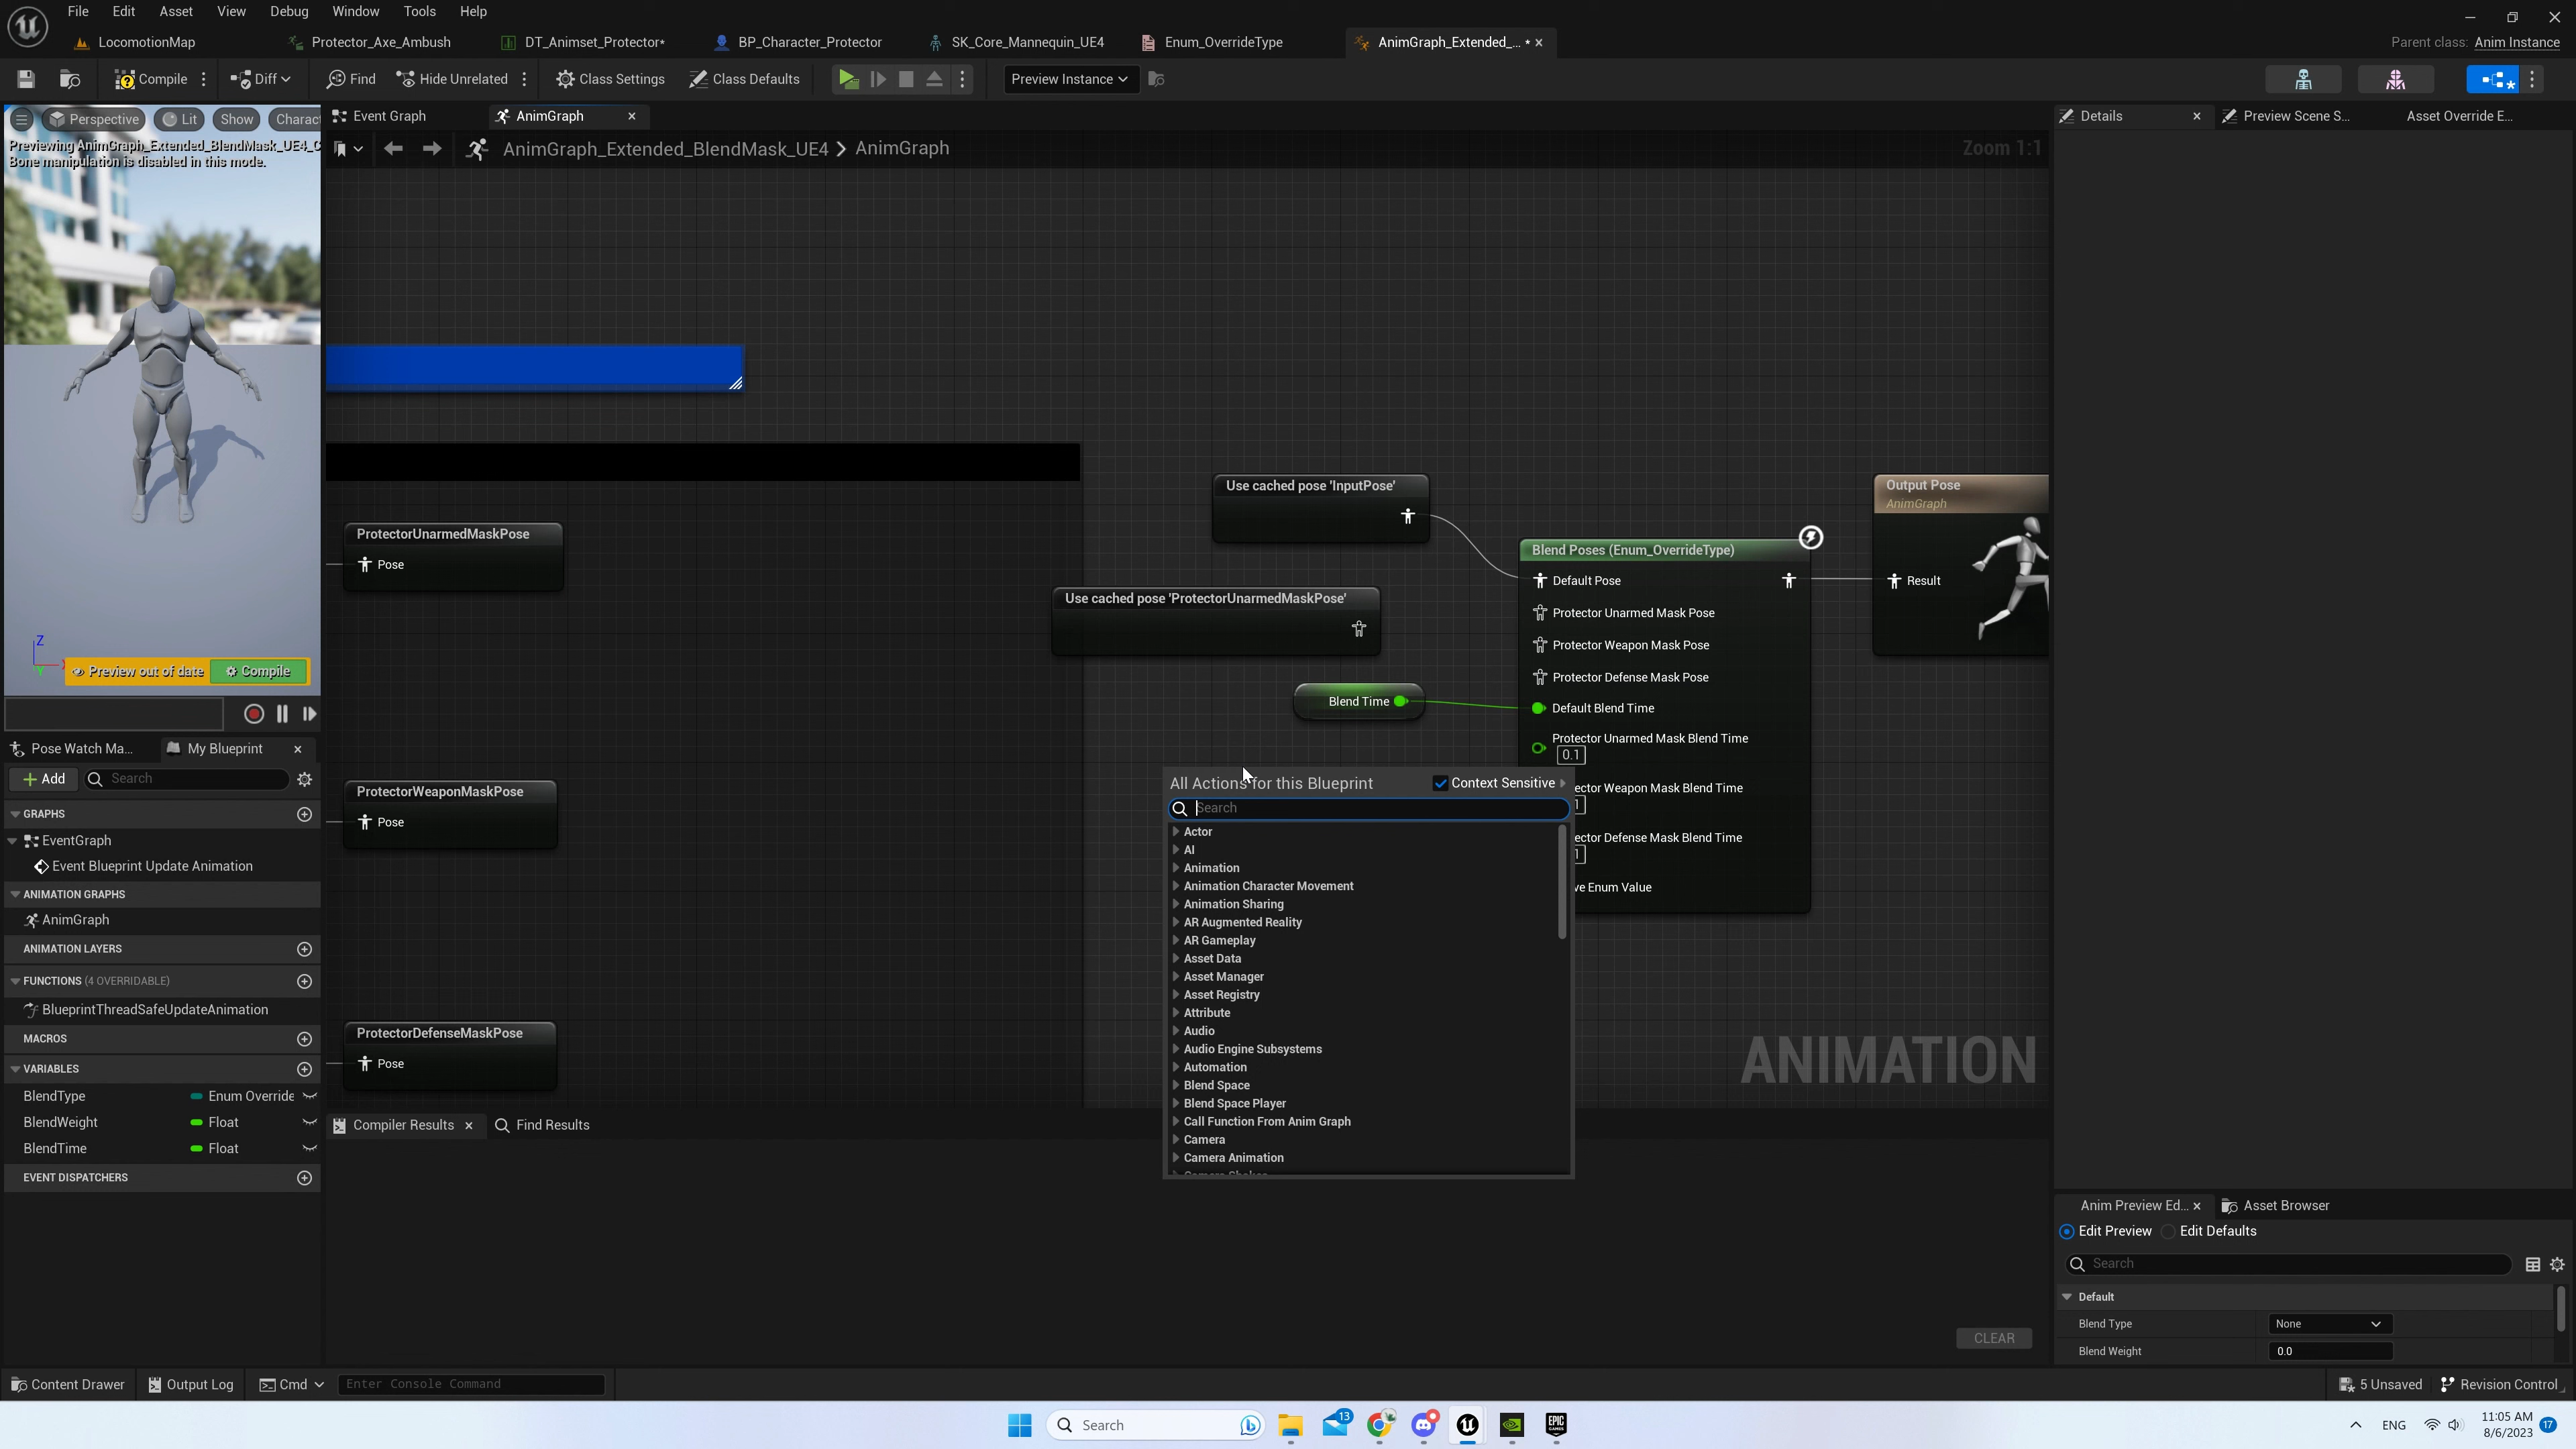 File Edit Asset View Debug Window Tools Help
LocomotionMap Protector_Axe_Ambush DT_Animset_Protector* BP_Character_Protector SK_Core_Mannequin_UE4 Enum_OverrideType AnimGraph_Extended_... *
Parent class: Anim Instance
Compile Diff Find Hide Unrelated Class Settings Class Defaults Preview Instance
Perspective Lit Show Charact
Previewing AnimGraph_Extended_BlendMask_UE4_C
Bone manipulation is disabled in this mode.
Event Graph AnimGraph
AnimGraph_Extended_BlendMask_UE4 > AnimGraph
Zoom 1:1
Details Preview Scene S... Asset Override E...
Use cached pose 'InputPose'
Output Pose
AnimGraph
Result
ProtectorUnarmedMaskPose
Pose
Blend Poses (Enum_OverrideType)
Default Pose
Protector Unarmed Mask Pose
Protector Weapon Mask Pose
Protector Defense Mask Pose
Default Blend Time
Protector Unarmed Mask Blend Time
0.1
ector Weapon Mask Blend Time
1
ector Defense Mask Blend Time
1
ve Enum Value
Use cached pose 'ProtectorUnarmedMaskPose'
Blend Time
Z
Y
Preview out of date Compile
Pose Watch Ma... My Blueprint
Add Search
GRAPHS
EventGraph
Event Blueprint Update Animation
ANIMATION GRAPHS
AnimGraph
ANIMATION LAYERS
FUNCTIONS (4 OVERRIDABLE)
BlueprintThreadSafeUpdateAnimation
MACROS
VARIABLES
BlendType Enum Override
BlendWeight Float
BlendTime Float
EVENT DISPATCHERS
ProtectorWeaponMaskPose
Pose
ProtectorDefenseMaskPose
Pose
All Actions for this Blueprint Context Sensitive
Search
Actor
AI
Animation
Animation Character Movement
Animation Sharing
AR Augmented Reality
AR Gameplay
Asset Data
Asset Manager
Asset Registry
Attribute
Audio
Audio Engine Subsystems
Automation
Blend Space
Blend Space Player
Call Function From Anim Graph
Camera
Camera Animation
ANIMATION
Compiler Results Find Results
CLEAR
Anim Preview Ed... Asset Browser
Edit Preview Edit Defaults
Search
Default
Blend Type None
Blend Weight 0.0
Content Drawer Output Log Cmd Enter Console Command
5 Unsaved Revision Control
Search
13
EPIC GAMES
ENG
11:05 AM
8/6/2023
17